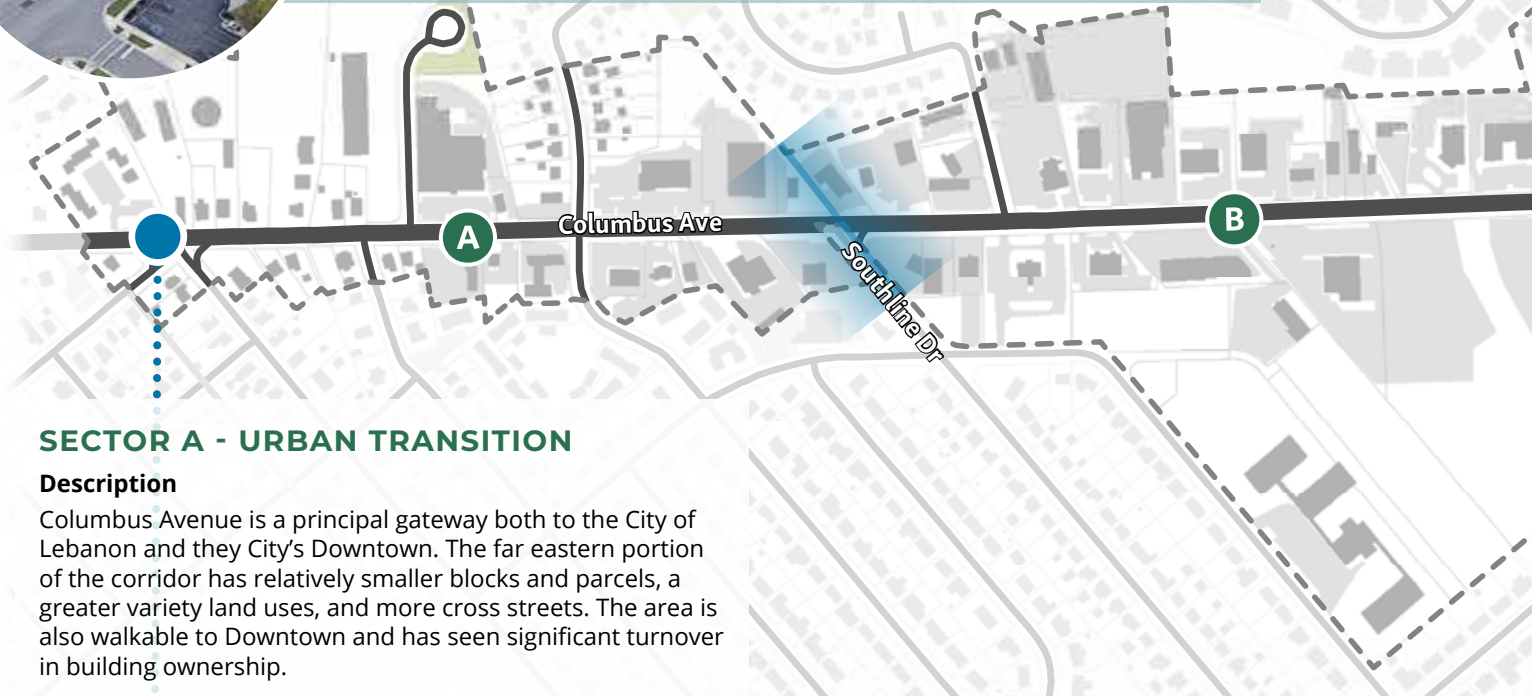 A
Columbus Ave
B
Southline Dr
SECTOR A - URBAN TRANSITION
Description
Columbus Avenue is a principal gateway both to the City of
Lebanon and they City’s Downtown. The far eastern portion
of the corridor has relatively smaller blocks and parcels, a
greater variety land uses, and more cross streets. The area is
also walkable to Downtown and has seen significant turnover
in building ownership.